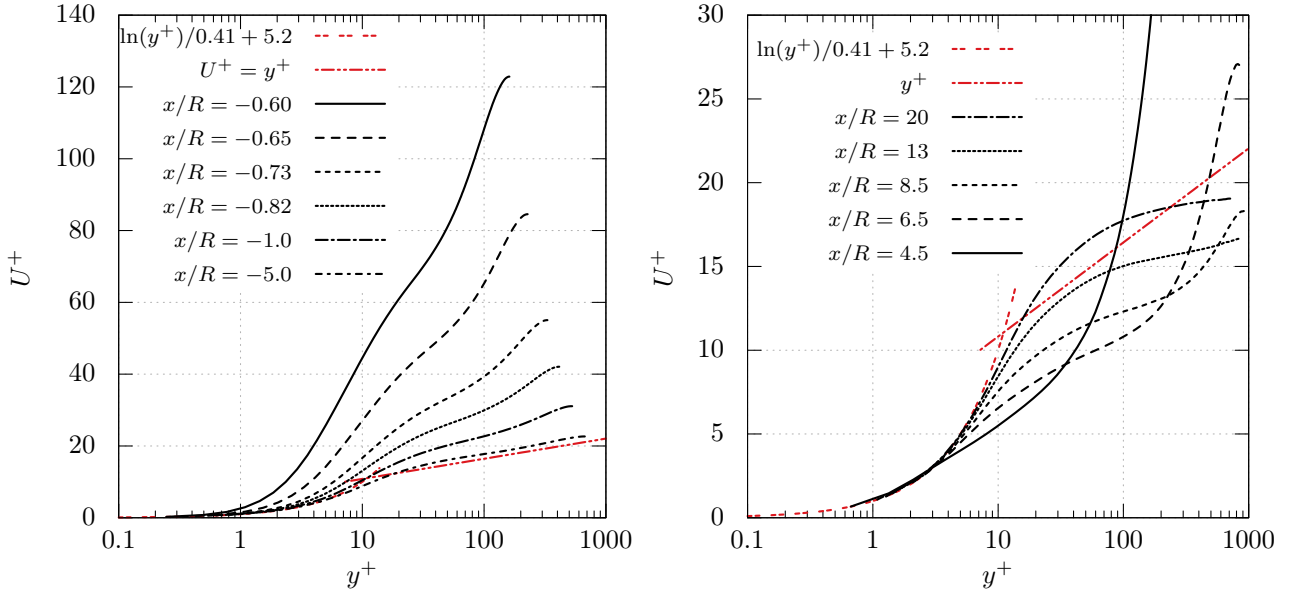 140
120
100
80
60
40
20
0
U⁺
ln(y⁺)/0.41 + 5.2
U⁺ = y⁺
x/R = −0.60
x/R = −0.65
x/R = −0.73
x/R = −0.82
x/R = −1.0
x/R = −5.0
0.1 1 10 100 1000
y⁺
30
25
20
15
10
5
0
U⁺
ln(y⁺)/0.41 + 5.2
y⁺
x/R = 20
x/R = 13
x/R = 8.5
x/R = 6.5
x/R = 4.5
0.1 1 10 100 1000
y⁺